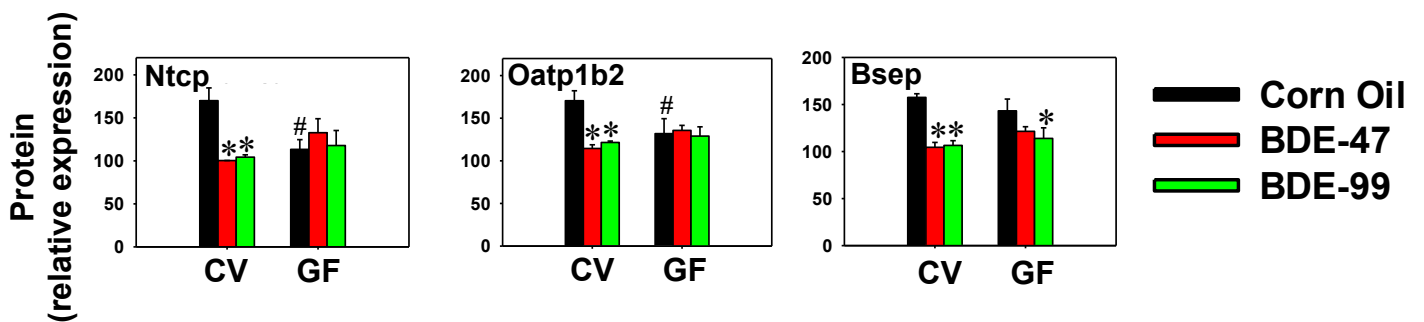 Protein
(relative expression)
Ntcp
200
150
100
50
0
#
**
CV GF
Oatp1b2
200
150
100
50
0
#
**
CV GF
Bsep
200
150
100
50
0
**
*
CV GF
Corn Oil
BDE-47
BDE-99